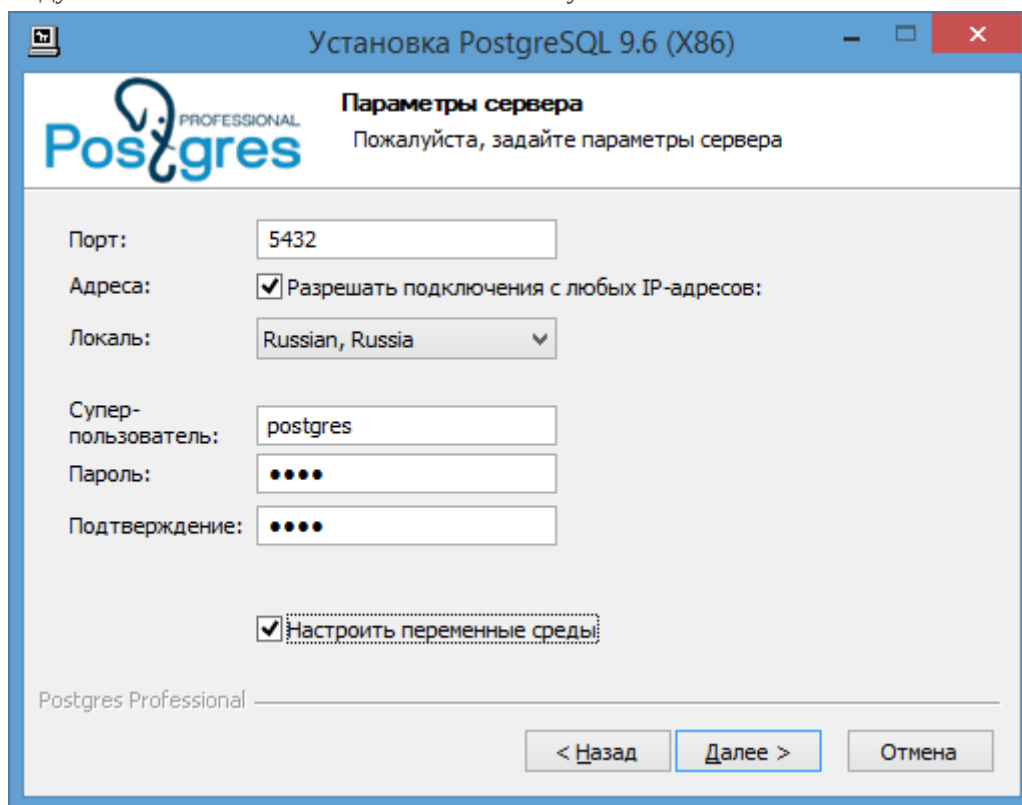 Установка PostgreSQL 9.6 (X86)
PROFESSIONAL
Postgres
Параметры сервера
Пожалуйста, задайте параметры сервера
Порт: 5432
Адреса: Разрешать подключения с любых IP-адресов:
Локаль: Russian, Russia
Супер-
пользователь: postgres
Пароль: ●●●●
Подтверждение: ●●●●
Настроить переменные среды
Postgres Professional
< Назад Далее > Отмена